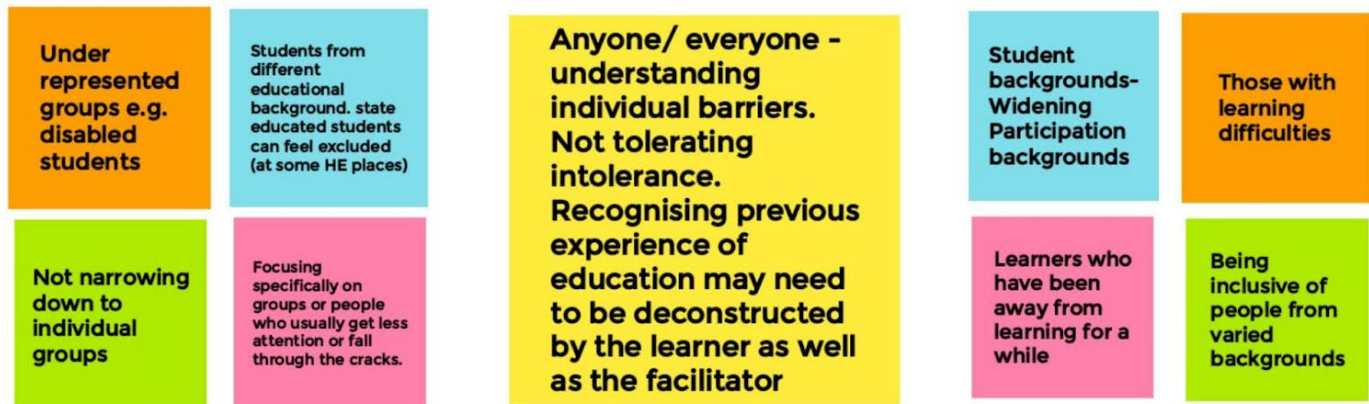 Under
represented
groups e.g.
disabled
students
Students from
different
educational
background. state
educated students
can feel excluded
(at some HE places)
Not narrowing
down to
individual
groups
Focusing
specifically on
groups or people
who usually get less
attention or fall
through the cracks.
Anyone/ everyone -
understanding
individual barriers.
Not tolerating
intolerance.
Recognising previous
experience of
education may need
to be deconstructed
by the learner as well
as the facilitator
Student
backgrounds-
Widening
Participation
backgrounds
Those with
learning
difficulties
Learners who
have been
away from
learning for a
while
Being
inclusive of
people from
varied
backgrounds